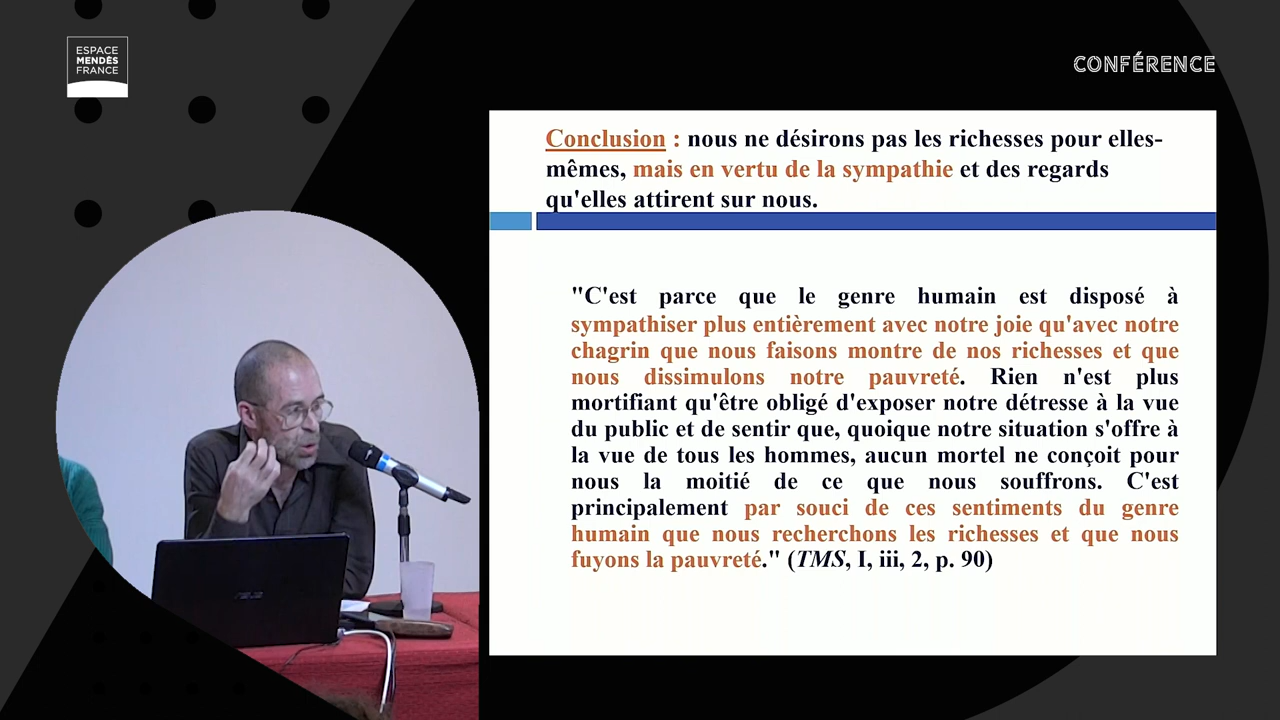 ESPACE
MENDÈS
FRANCE
CONFÉRENCE
Conclusion : nous ne désirons pas les richesses pour elles-
mêmes, mais en vertu de la sympathie et des regards
qu'elles attirent sur nous.
"C'est parce que le genre humain est disposé à
sympathiser plus entièrement avec notre joie qu'avec notre
chagrin que nous faisons montre de nos richesses et que
nous dissimulons notre pauvreté. Rien n'est plus
mortifiant qu'être obligé d'exposer notre détresse à la vue
du public et de sentir que, quoique notre situation s'offre à
la vue de tous les hommes, aucun mortel ne conçoit pour
nous la moitié de ce que nous souffrons. C'est
principalement par souci de ces sentiments du genre
humain que nous recherchons les richesses et que nous
fuyons la pauvreté." (TMS, I, iii, 2, p. 90)
ASUS